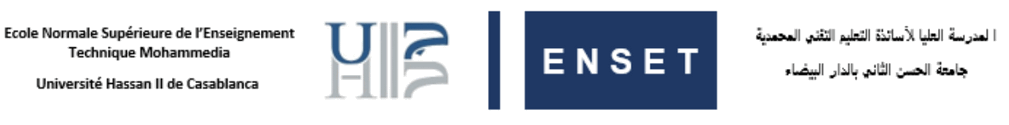 Ecole Normale Supérieure de l'Enseignement
Technique Mohammedia
Université Hassan II de Casablanca
ENSET
المدرسة العليا لأساتذة التعليم التقني المحمدية
جامعة الحسن الثاني بالدار البيضاء